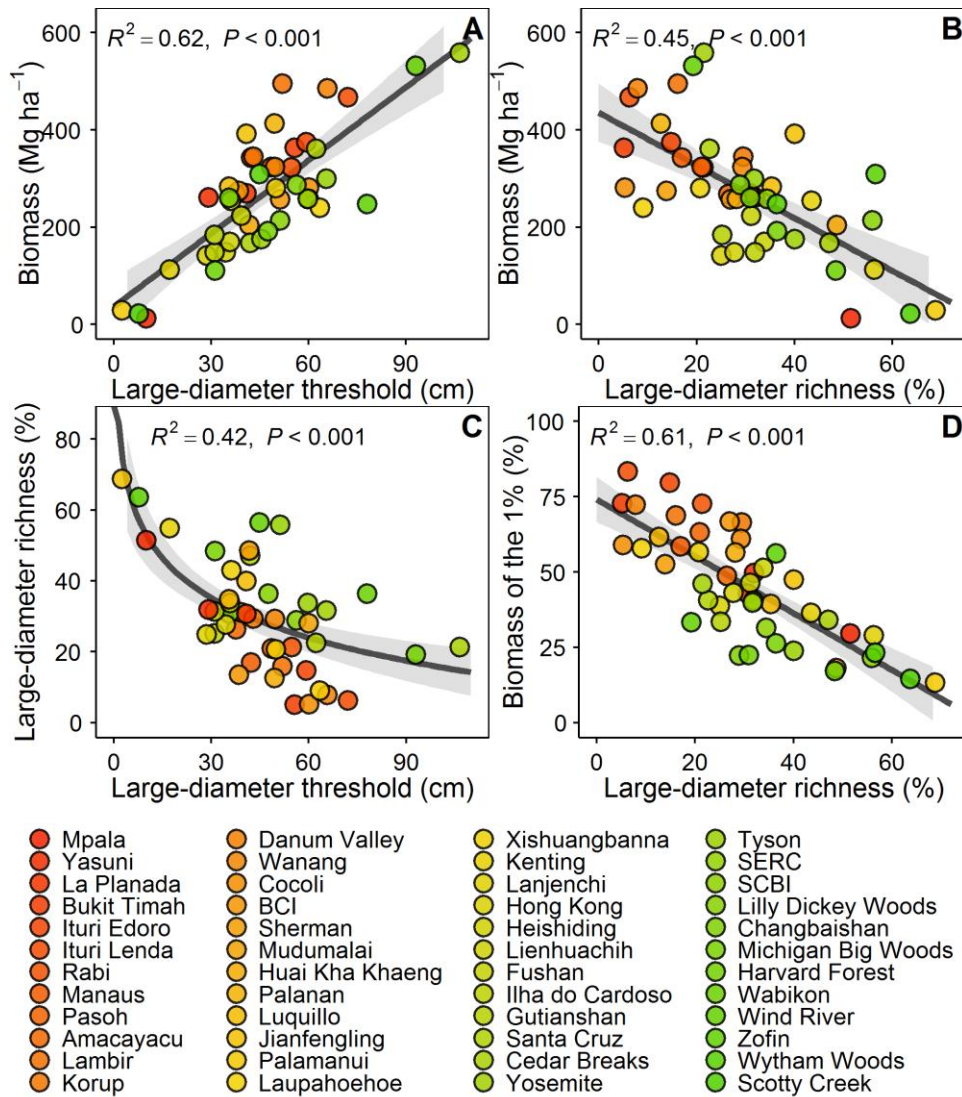 R² = 0.62, P < 0.001
A
Biomass (Mg ha⁻¹)
600
400
200
0
0 30 60 90
Large-diameter threshold (cm)
R² = 0.45, P < 0.001
B
Biomass (Mg ha⁻¹)
600
400
200
0
0 20 40 60
Large-diameter richness (%)
R² = 0.42, P < 0.001
C
Large-diameter richness (%)
80
60
40
20
0
0 30 60 90
Large-diameter threshold (cm)
R² = 0.61, P < 0.001
D
Biomass of the 1% (%)
100
75
50
25
0
0 20 40 60
Large-diameter richness (%)
Mpala
Yasuni
La Planada
Bukit Timah
Ituri Edoro
Ituri Lenda
Rabi
Manaus
Pasoh
Amacayacu
Lambir
Korup
Danum Valley
Wanang
Cocoli
BCI
Sherman
Mudumalai
Huai Kha Khaeng
Palanan
Luquillo
Jianfengling
Palamanui
Laupahoehoe
Xishuangbanna
Kenting
Lanjenchi
Hong Kong
Heishiding
Lienhuachih
Fushan
Ilha do Cardoso
Gutianshan
Santa Cruz
Cedar Breaks
Yosemite
Tyson
SERC
SCBI
Lilly Dickey Woods
Changbaishan
Michigan Big Woods
Harvard Forest
Wabikon
Wind River
Zofin
Wytham Woods
Scotty Creek